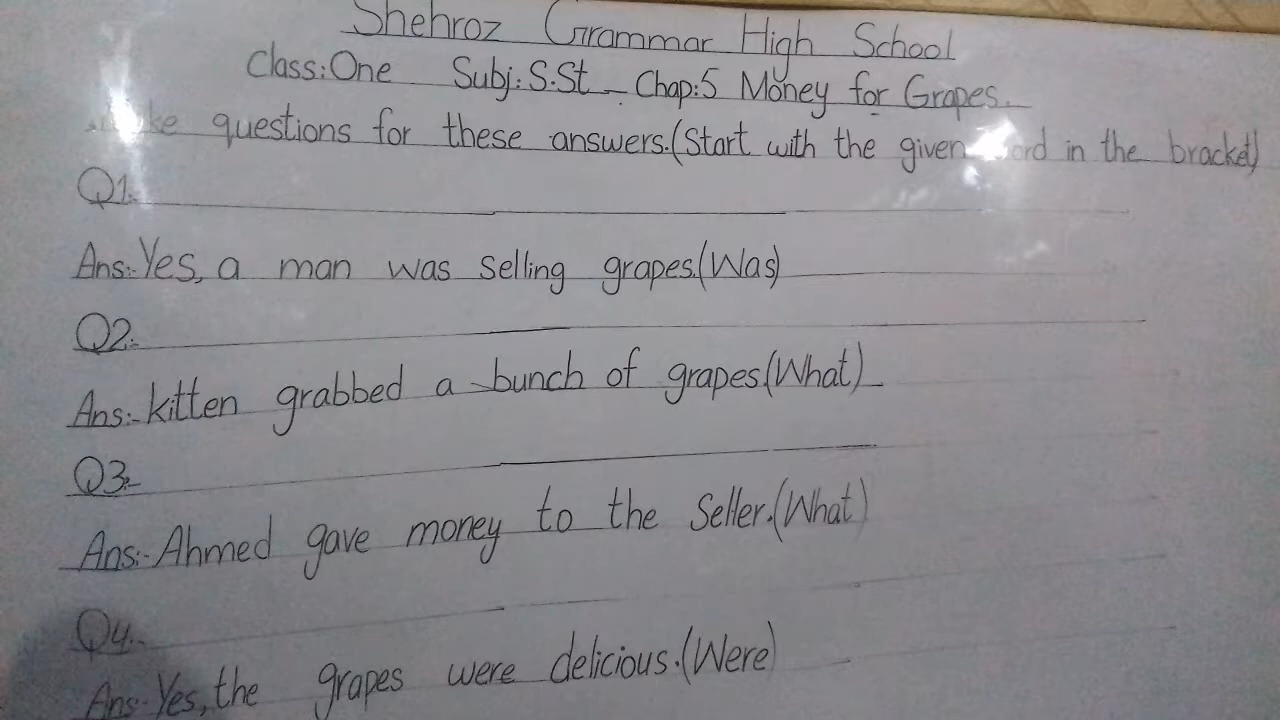 Shehroz Grammar High School
Class:One Subj:S.St Chap:5 Money for Grapes.
questions for these answers.(Start with the given in the bracket)
Q1:-
Ans:-Yes, a man was selling grapes.(Was)
Q2:-
Ans:-kitten grabbed a bunch of grapes.(What)
Q3:-
Ans:-Ahmed gave money to the Seller.(What)
Q4:-
Ans:-Yes, the grapes were delicious.(Were)